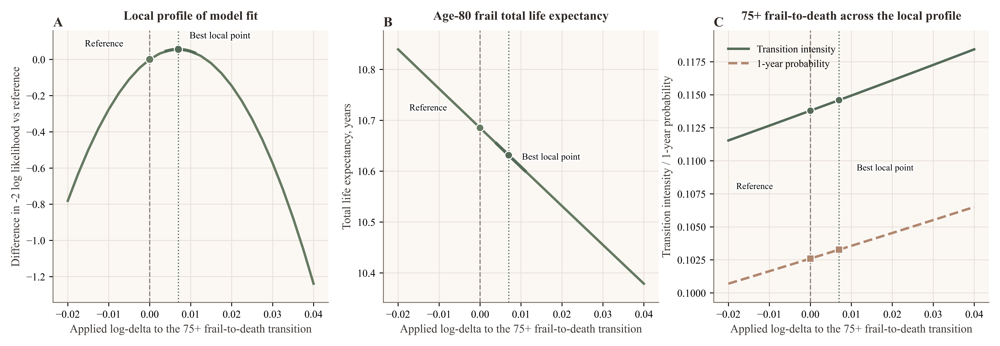 A
Local profile of model fit
Reference
Best local point
Difference in -2 log likelihood vs reference
0.0
−0.2
−0.4
−0.6
−0.8
−1.0
−1.2
−0.02
−0.01
0.00
0.01
0.02
0.03
0.04
Applied log-delta to the 75+ frail-to-death transition
B
Age-80 frail total life expectancy
Reference
Best local point
Total life expectancy, years
10.8
10.7
10.6
10.5
10.4
−0.02
−0.01
0.00
0.01
0.02
0.03
0.04
Applied log-delta to the 75+ frail-to-death transition
C
75+ frail-to-death across the local profile
Transition intensity
1-year probability
Best local point
Reference
Transition intensity / 1-year probability
0.1175
0.1150
0.1125
0.1100
0.1075
0.1050
0.1025
0.1000
−0.02
−0.01
0.00
0.01
0.02
0.03
0.04
Applied log-delta to the 75+ frail-to-death transition